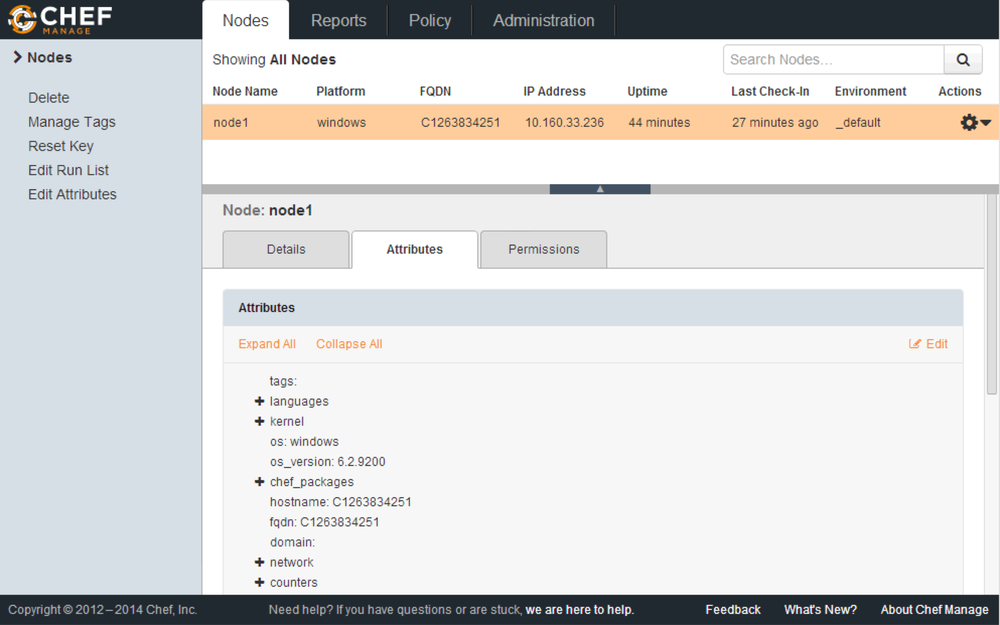 CHEF
MANAGE
Nodes Reports Policy Administration
Nodes
Delete
Manage Tags
Reset Key
Edit Run List
Edit Attributes
Showing All Nodes
Search Nodes...
Node Name Platform FQDN IP Address Uptime Last Check-In Environment Actions
node1 windows C1263834251 10.160.33.236 44 minutes 27 minutes ago _default
Node: node1
Details Attributes Permissions
Attributes
Expand All Collapse All Edit
tags:
languages
kernel
os: windows
os_version: 6.2.9200
chef_packages
hostname: C1263834251
fqdn: C1263834251
domain:
network
counters
Copyright © 2012–2014 Chef, Inc. Need help? If you have questions or are stuck, we are here to help. Feedback What's New? About Chef Manage